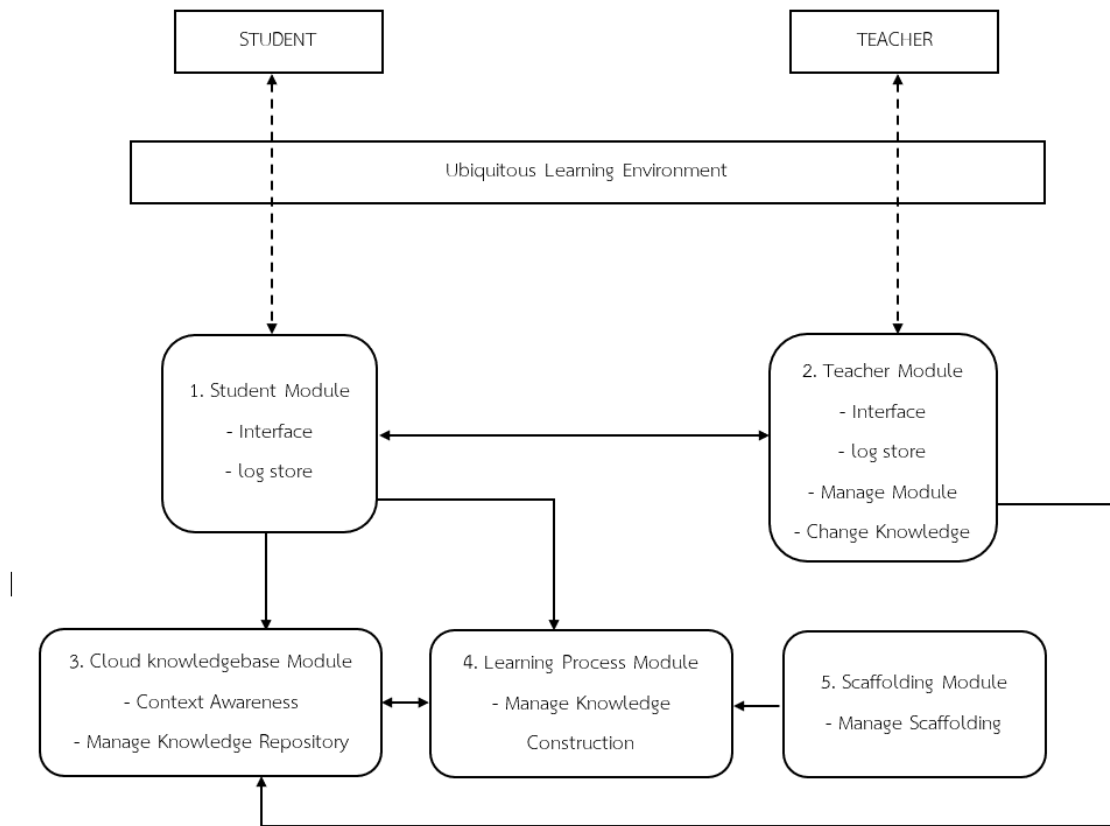 STUDENT
TEACHER
Ubiquitous Learning Environment
1. Student Module
- Interface
- log store
2. Teacher Module
- Interface
- log store
- Manage Module
- Change Knowledge
3. Cloud knowledgebase Module
- Context Awareness
- Manage Knowledge Repository
4. Learning Process Module
- Manage Knowledge
Construction
5. Scaffolding Module
- Manage Scaffolding